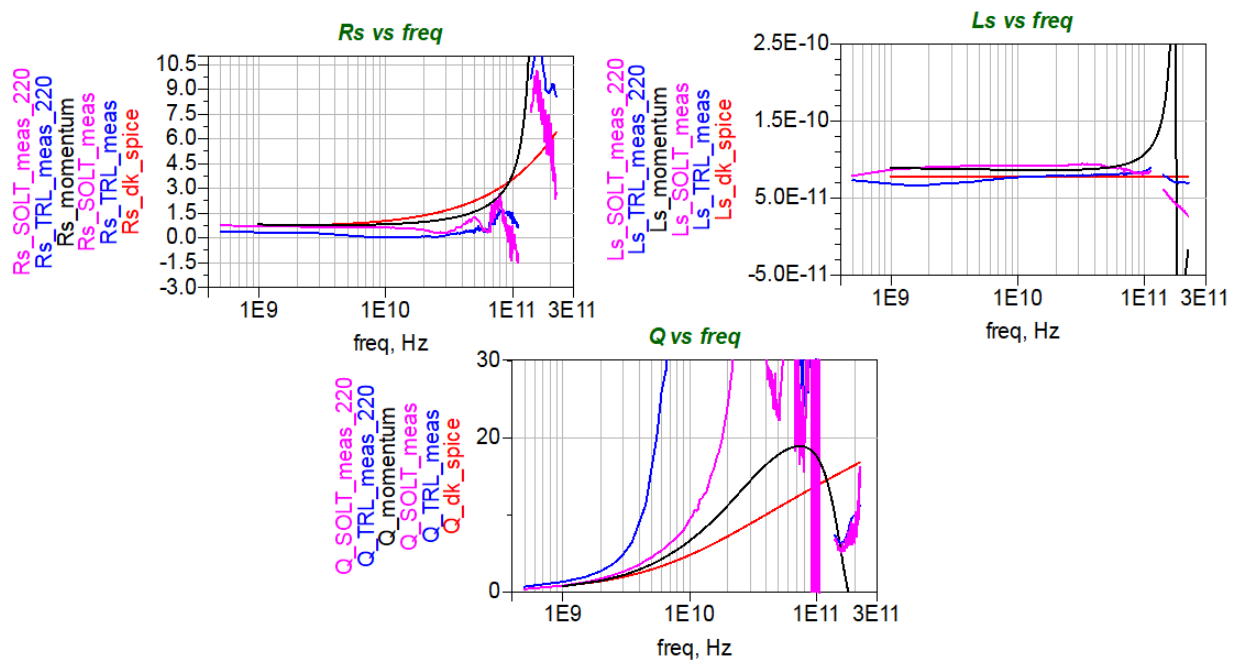 Rs vs freq
Rs_SOLT_meas_220
Rs_TRL_meas_220
Rs_momentum
Rs_SOLT_meas
Rs_TRL_meas
Rs_dk_spice
10.5
9.0
7.5
6.0
4.5
3.0
1.5
0.0
-1.5
-3.0
1E9
1E10
1E11
3E11
freq, Hz
Ls vs freq
Ls_SOLT_meas_220
Ls_TRL_meas_220
Ls_momentum
Ls_SOLT_meas
Ls_TRL_meas
Ls_dk_spice
2.5E-10
1.5E-10
5.0E-11
-5.0E-11
1E9
1E10
1E11
3E11
freq, Hz
Q vs freq
Q_SOLT_meas_220
Q_TRL_meas_220
Q_momentum
Q_SOLT_meas
Q_TRL_meas
Q_dk_spice
30
20
10
0
1E9
1E10
1E11
3E11
freq, Hz